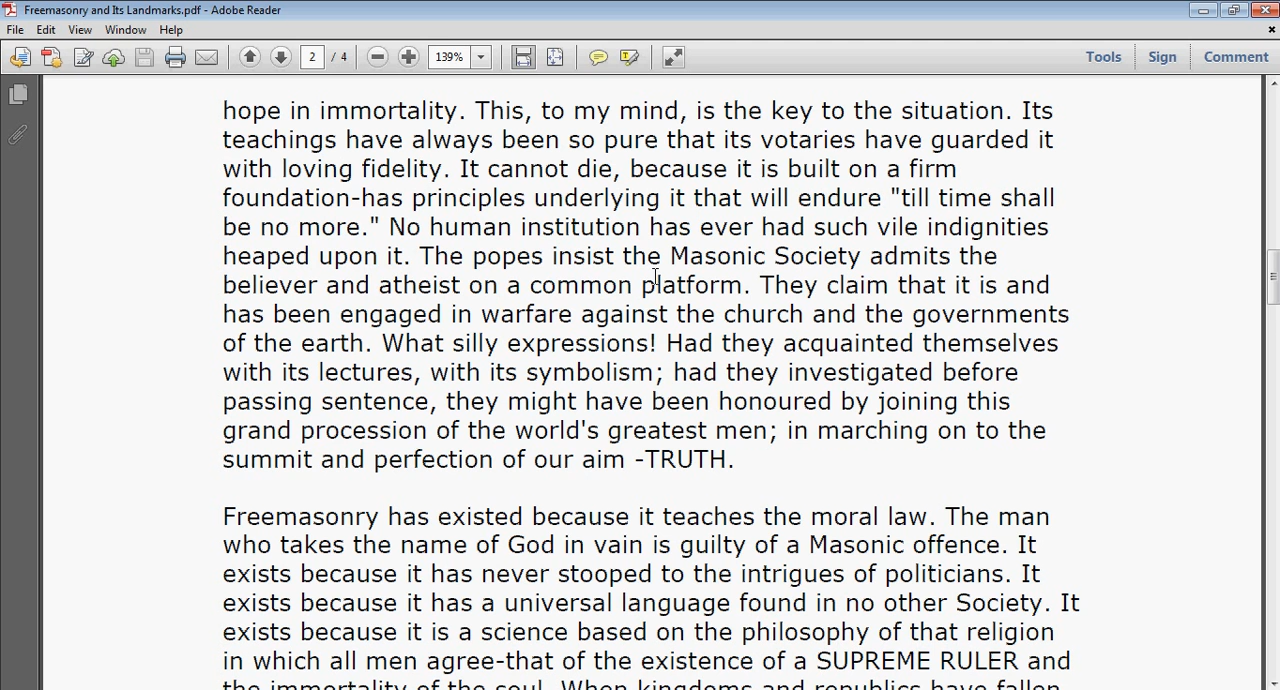 Freemasonry and Its Landmarks.pdf - Adobe Reader
File Edit View Window Help
2 / 4 139% Tools Sign Comment
hope in immortality. This, to my mind, is the key to the situation. Its
teachings have always been so pure that its votaries have guarded it
with loving fidelity. It cannot die, because it is built on a firm
foundation-has principles underlying it that will endure "till time shall
be no more." No human institution has ever had such vile indignities
heaped upon it. The popes insist the Masonic Society admits the
believer and atheist on a common platform. They claim that it is and
has been engaged in warfare against the church and the governments
of the earth. What silly expressions! Had they acquainted themselves
with its lectures, with its symbolism; had they investigated before
passing sentence, they might have been honoured by joining this
grand procession of the world's greatest men; in marching on to the
summit and perfection of our aim -TRUTH.
Freemasonry has existed because it teaches the moral law. The man
who takes the name of God in vain is guilty of a Masonic offence. It
exists because it has never stooped to the intrigues of politicians. It
exists because it has a universal language found in no other Society. It
exists because it is a science based on the philosophy of that religion
in which all men agree-that of the existence of a SUPREME RULER and
the immortality of the soul. When kingdoms and republics have fallen